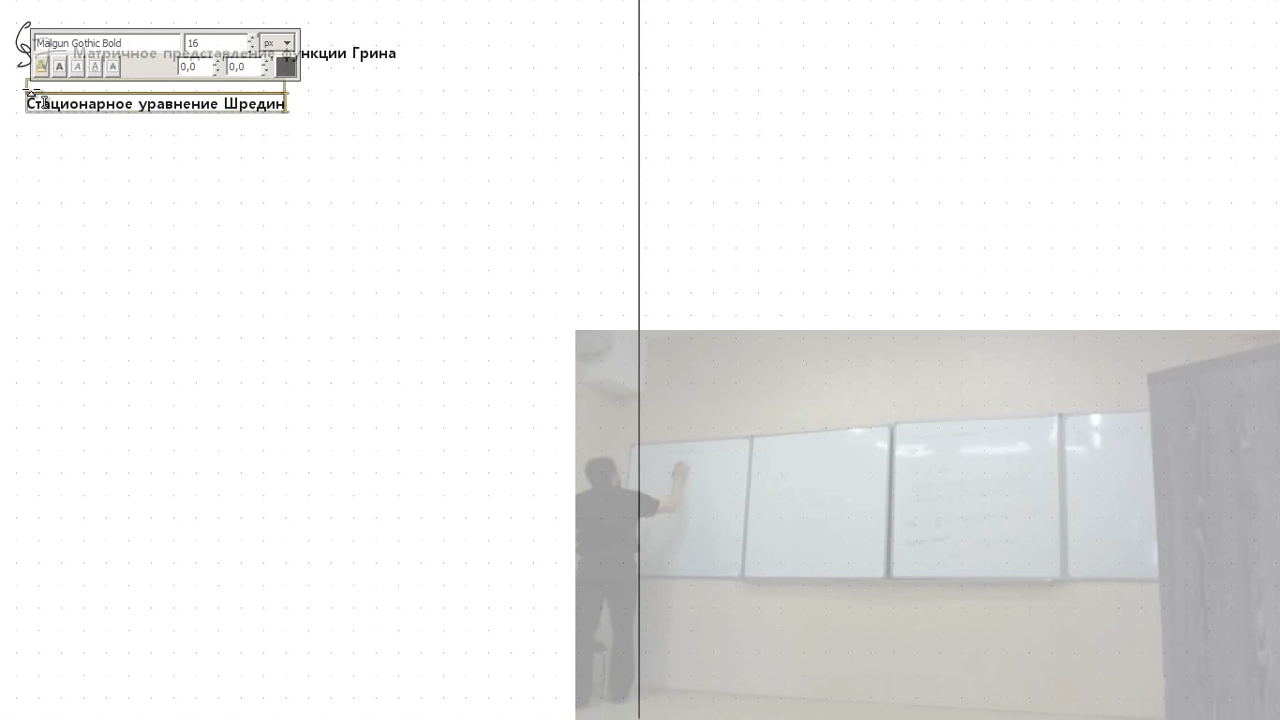 Malgun Gothic Bold 16 px
Матричное представление функции Грина
A A A A 0,0 0,0
Стационарное уравнение Шредин